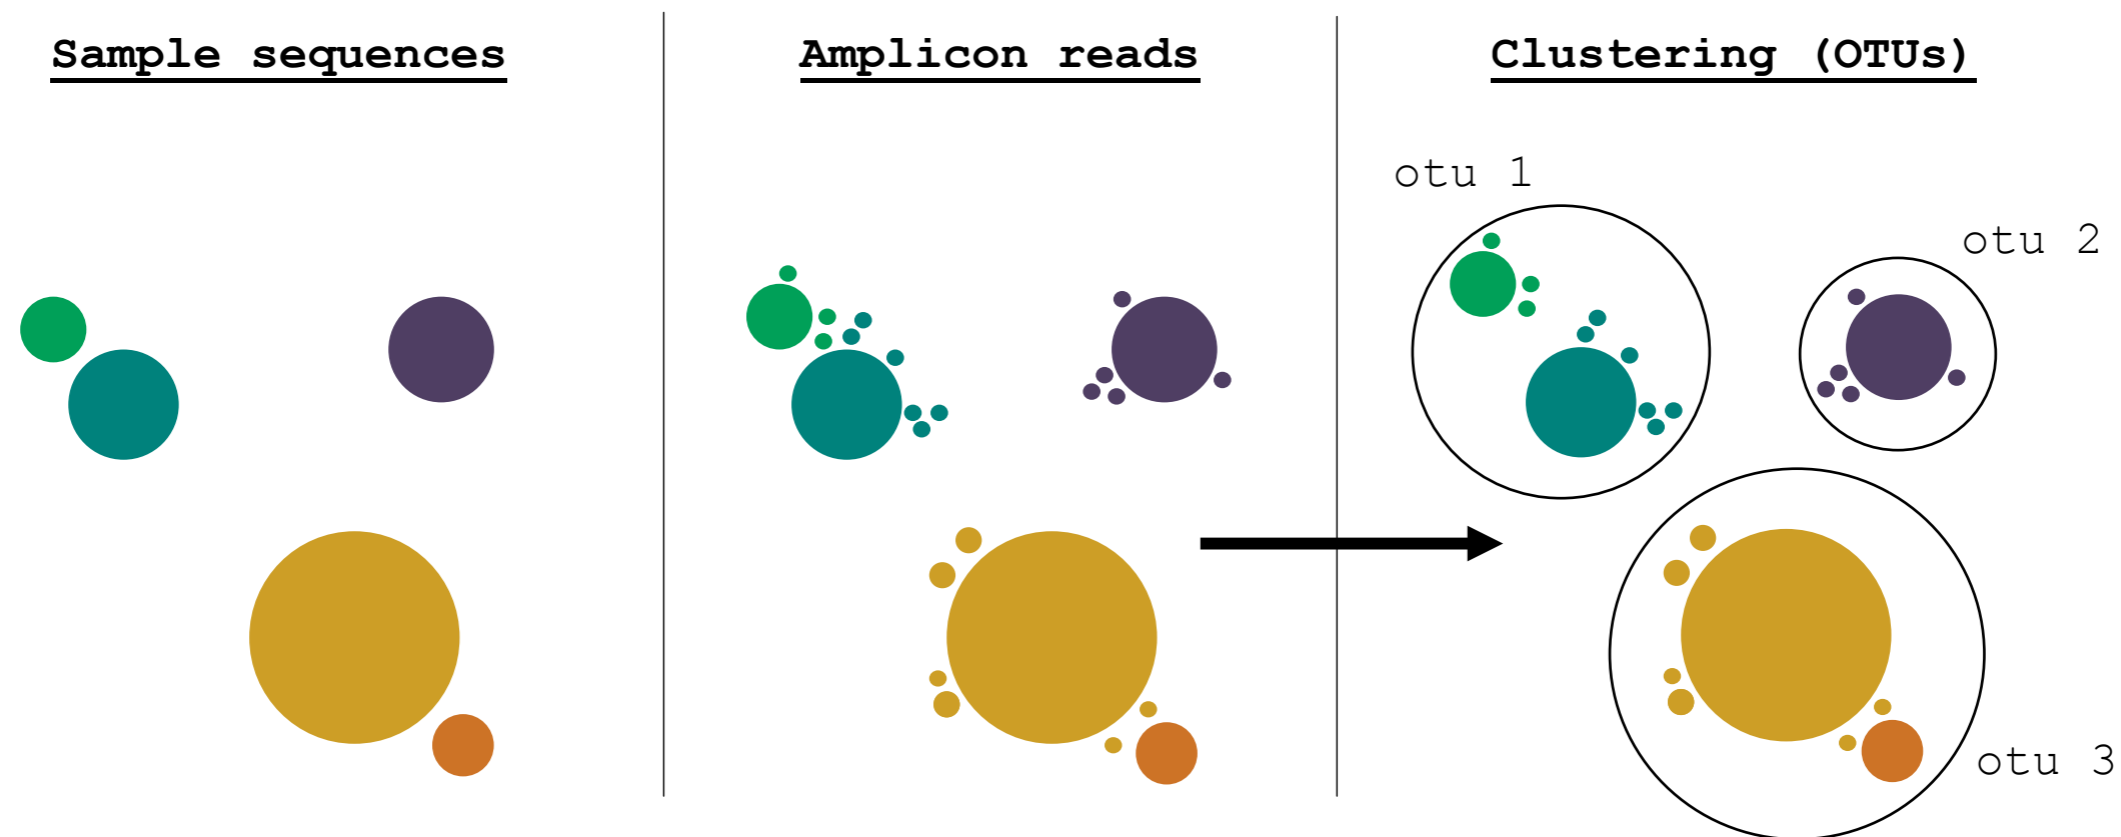 Sample sequences
Amplicon reads
Clustering (OTUs)
otu 1
otu 2
otu 3